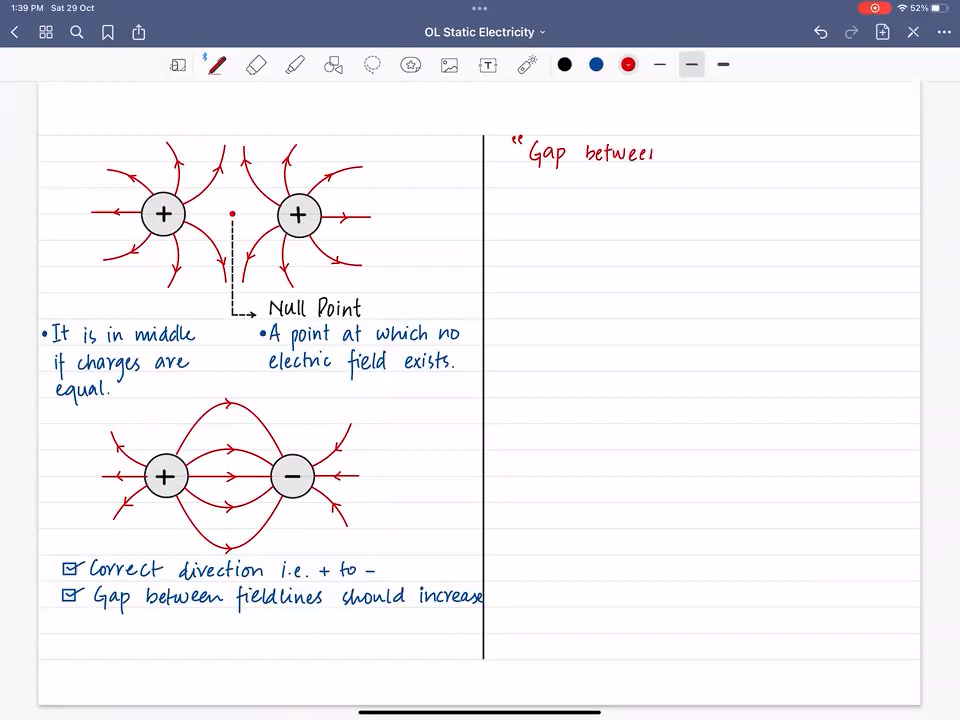 1:39 PM Sat 29 Oct
52%
OL Static Electricity
T
+ +
Null Point
• It is in middle
if charges are
equal.
• A point at which no
electric field exists.
+ −
Correct direction i.e. + to −
Gap between fieldlines should increase
“Gap between